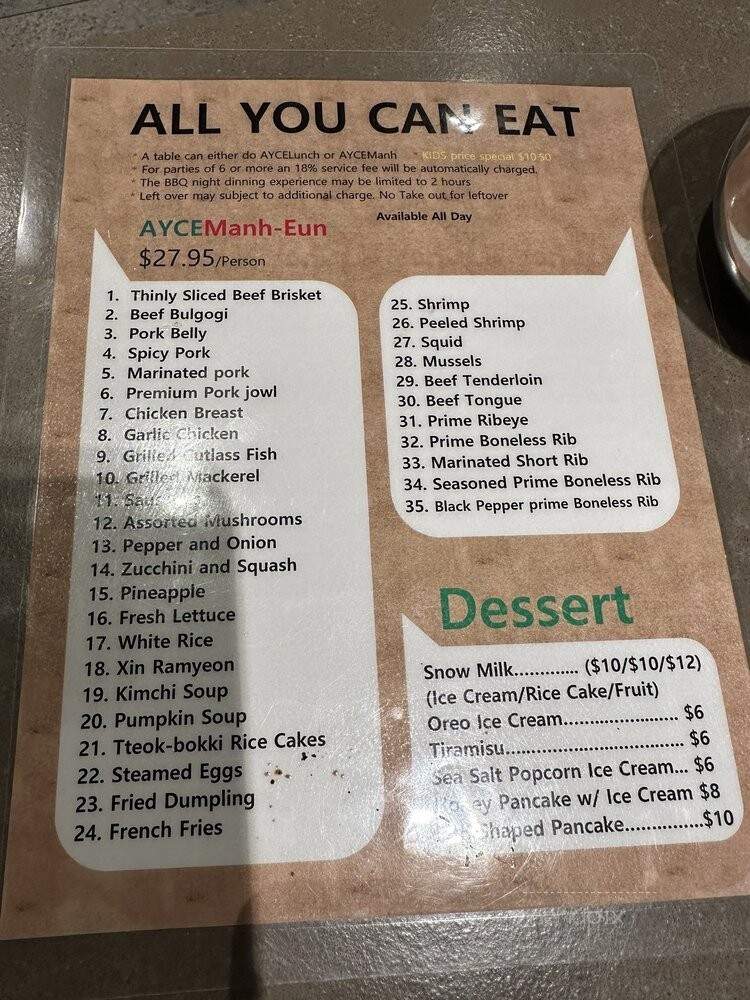 ALL YOU CAN EAT
* A table can either do AYCELunch or AYCEManh * KIDS price special $10.50
* For parties of 6 or more an 18% service fee will be automatically charged.
* The BBQ night dinning experience may be limited to 2 hours
* Left over may subject to additional charge. No Take out for leftover
Available All Day
AYCEManh-Eun
$27.95/Person
1. Thinly Sliced Beef Brisket
2. Beef Bulgogi
3. Pork Belly
4. Spicy Pork
5. Marinated pork
6. Premium Pork jowl
7. Chicken Breast
8. Garlic Chicken
9. Grilled Cutlass Fish
10. Grilled Mackerel
11.
12. Assorted Mushrooms
13. Pepper and Onion
14. Zucchini and Squash
15. Pineapple
16. Fresh Lettuce
17. White Rice
18. Xin Ramyeon
19. Kimchi Soup
20. Pumpkin Soup
21. Tteok-bokki Rice Cakes
22. Steamed Eggs
23. Fried Dumpling
24. French Fries
25. Shrimp
26. Peeled Shrimp
27. Squid
28. Mussels
29. Beef Tenderloin
30. Beef Tongue
31. Prime Ribeye
32. Prime Boneless Rib
33. Marinated Short Rib
34. Seasoned Prime Boneless Rib
35. Black Pepper prime Boneless Rib
Dessert
Snow Milk............. ($10/$10/$12)
(Ice Cream/Rice Cake/Fruit)
Oreo Ice Cream....................... $6
Tiramisu.................................... $6
Sea Salt Popcorn Ice Cream... $6
Pancake w/ Ice Cream $8
Shaped Pancake...............$10